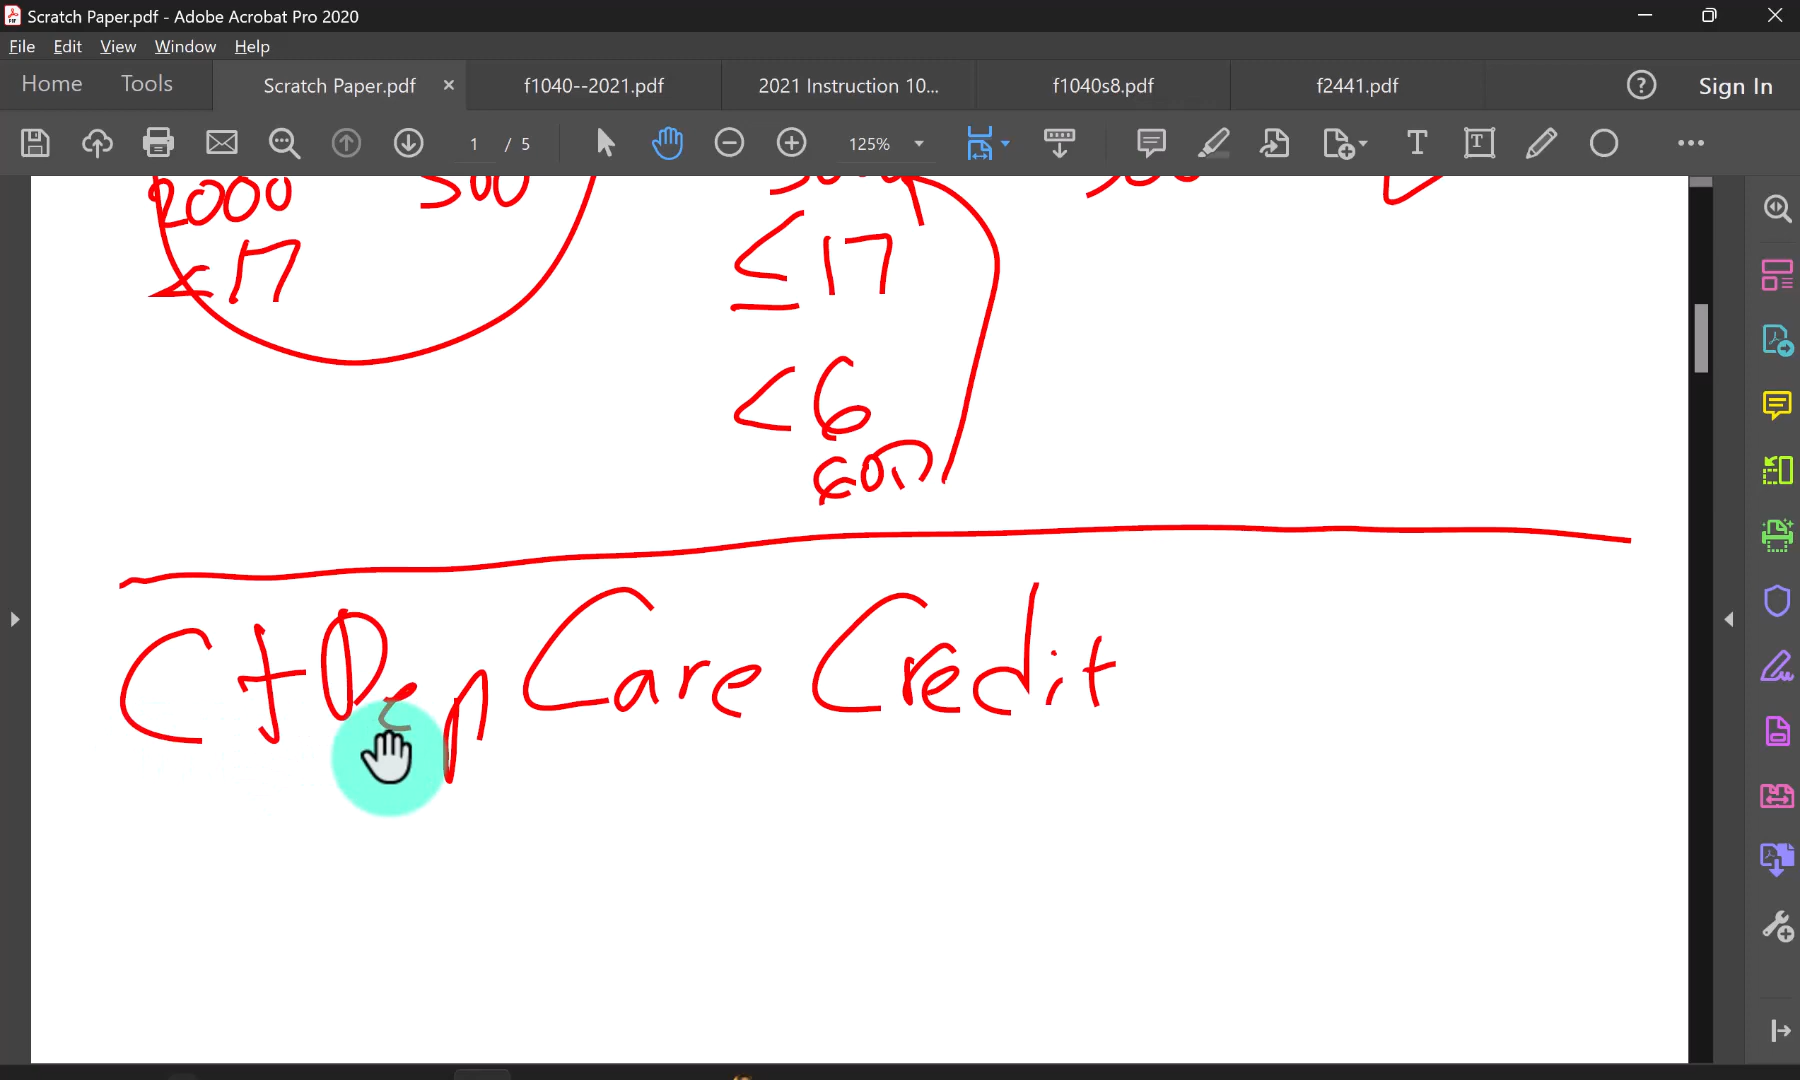 Scratch Paper.pdf - Adobe Acrobat Pro 2020
File Edit View Window Help
Home Tools Scratch Paper.pdf × f1040--2021.pdf 2021 Instruction 10... f1040s8.pdf f2441.pdf ? Sign In
1 / 5 125% T T
2000 500
≤ 17
< 17
< 6
C + Dep Care Credit